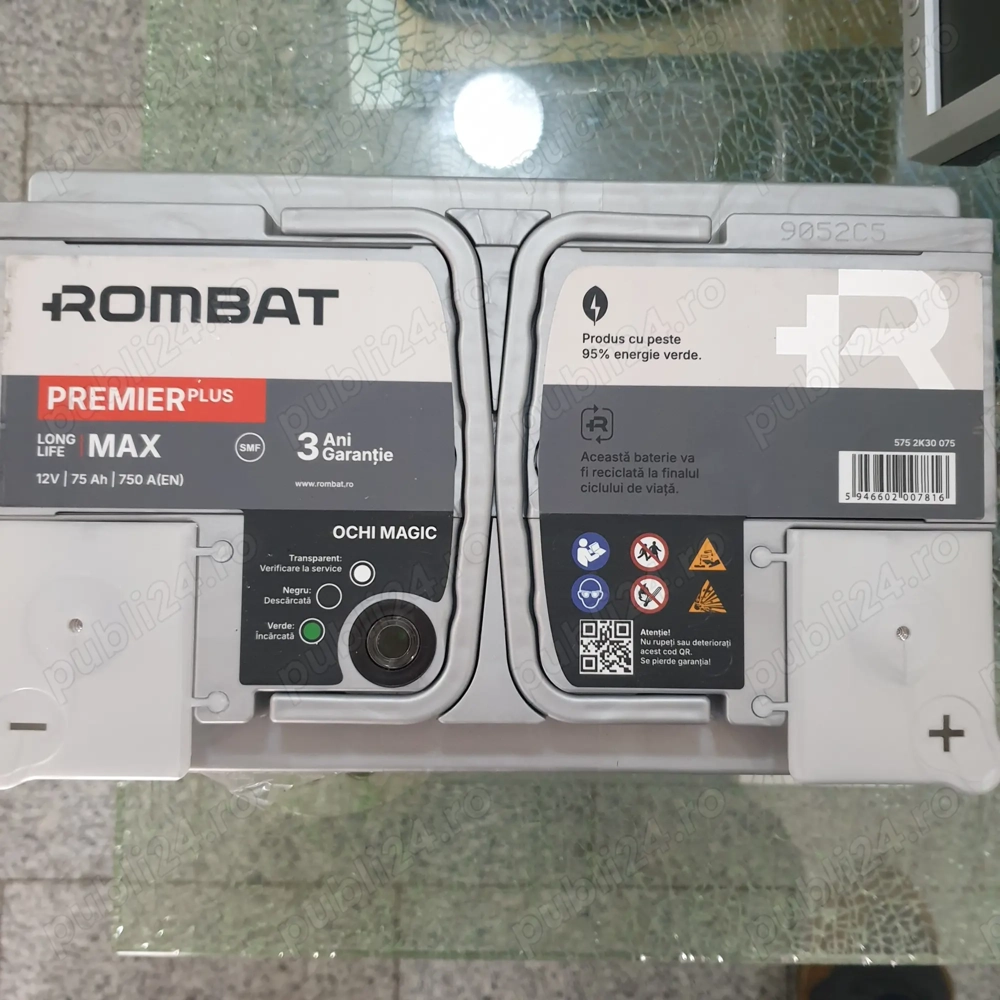 9052C5
ROMBAT
PREMIER PLUS
LONG LIFE MAX
SMF
3 Ani Garanție
12V | 75 Ah | 750 A(EN)
www.rombat.ro
OCHI MAGIC
Transparent:
Verificare la service
Negru:
Descărcată
Verde:
Încărcată
−
Produs cu peste
95% energie verde.
R
Această baterie va
fi reciclată la finalul
ciclului de viață.
575 2K30 075
5 946602 007816
Atenție!
Nu rupeți sau deteriorați
acest cod QR.
Se pierde garanția!
+
publi24.ro